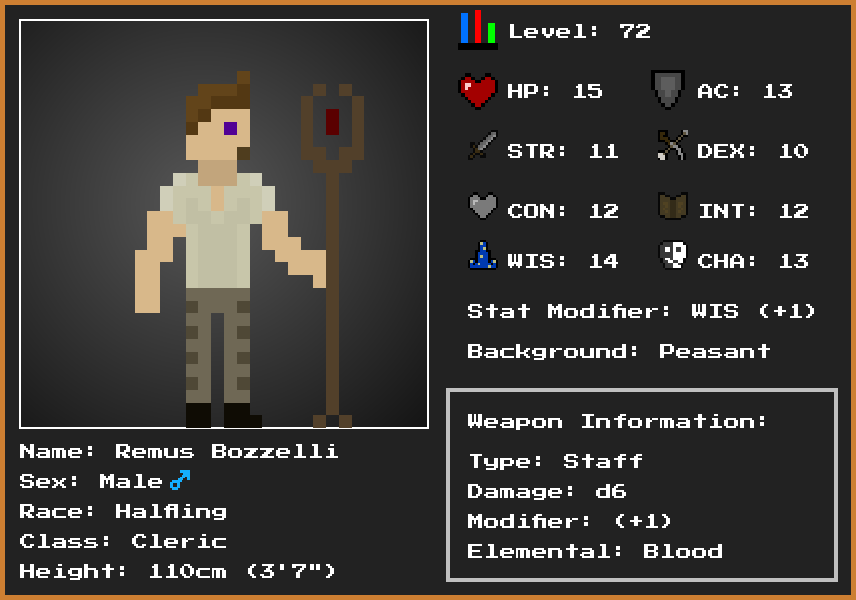 Level: 72
HP: 15 AC: 13
STR: 11 DEX: 10
CON: 12 INT: 12
WIS: 14 CHA: 13
Stat Modifier: WIS (+1)
Background: Peasant
Weapon Information:
Type: Staff
Damage: d6
Modifier: (+1)
Elemental: Blood
Name: Remus Bozzelli
Sex: Male ♂
Race: Halfling
Class: Cleric
Height: 110cm (3'7")